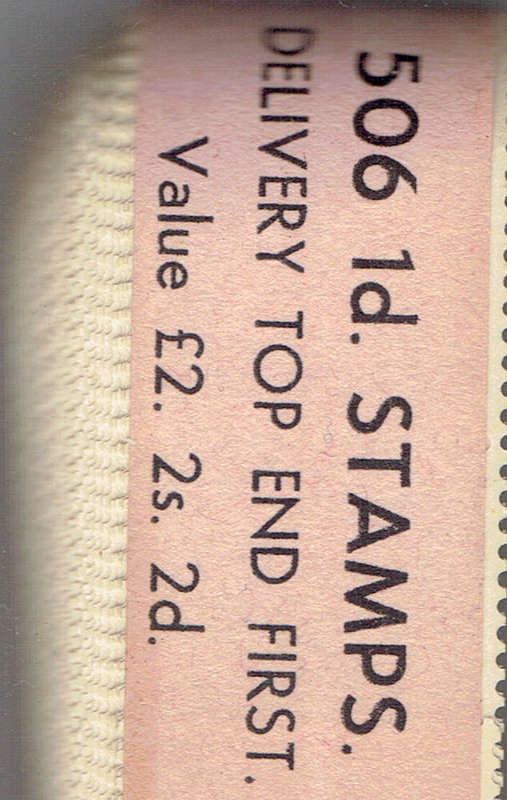 506 1d. STAMPS.
DELIVERY TOP END FIRST.
Value £2. 2s. 2d.